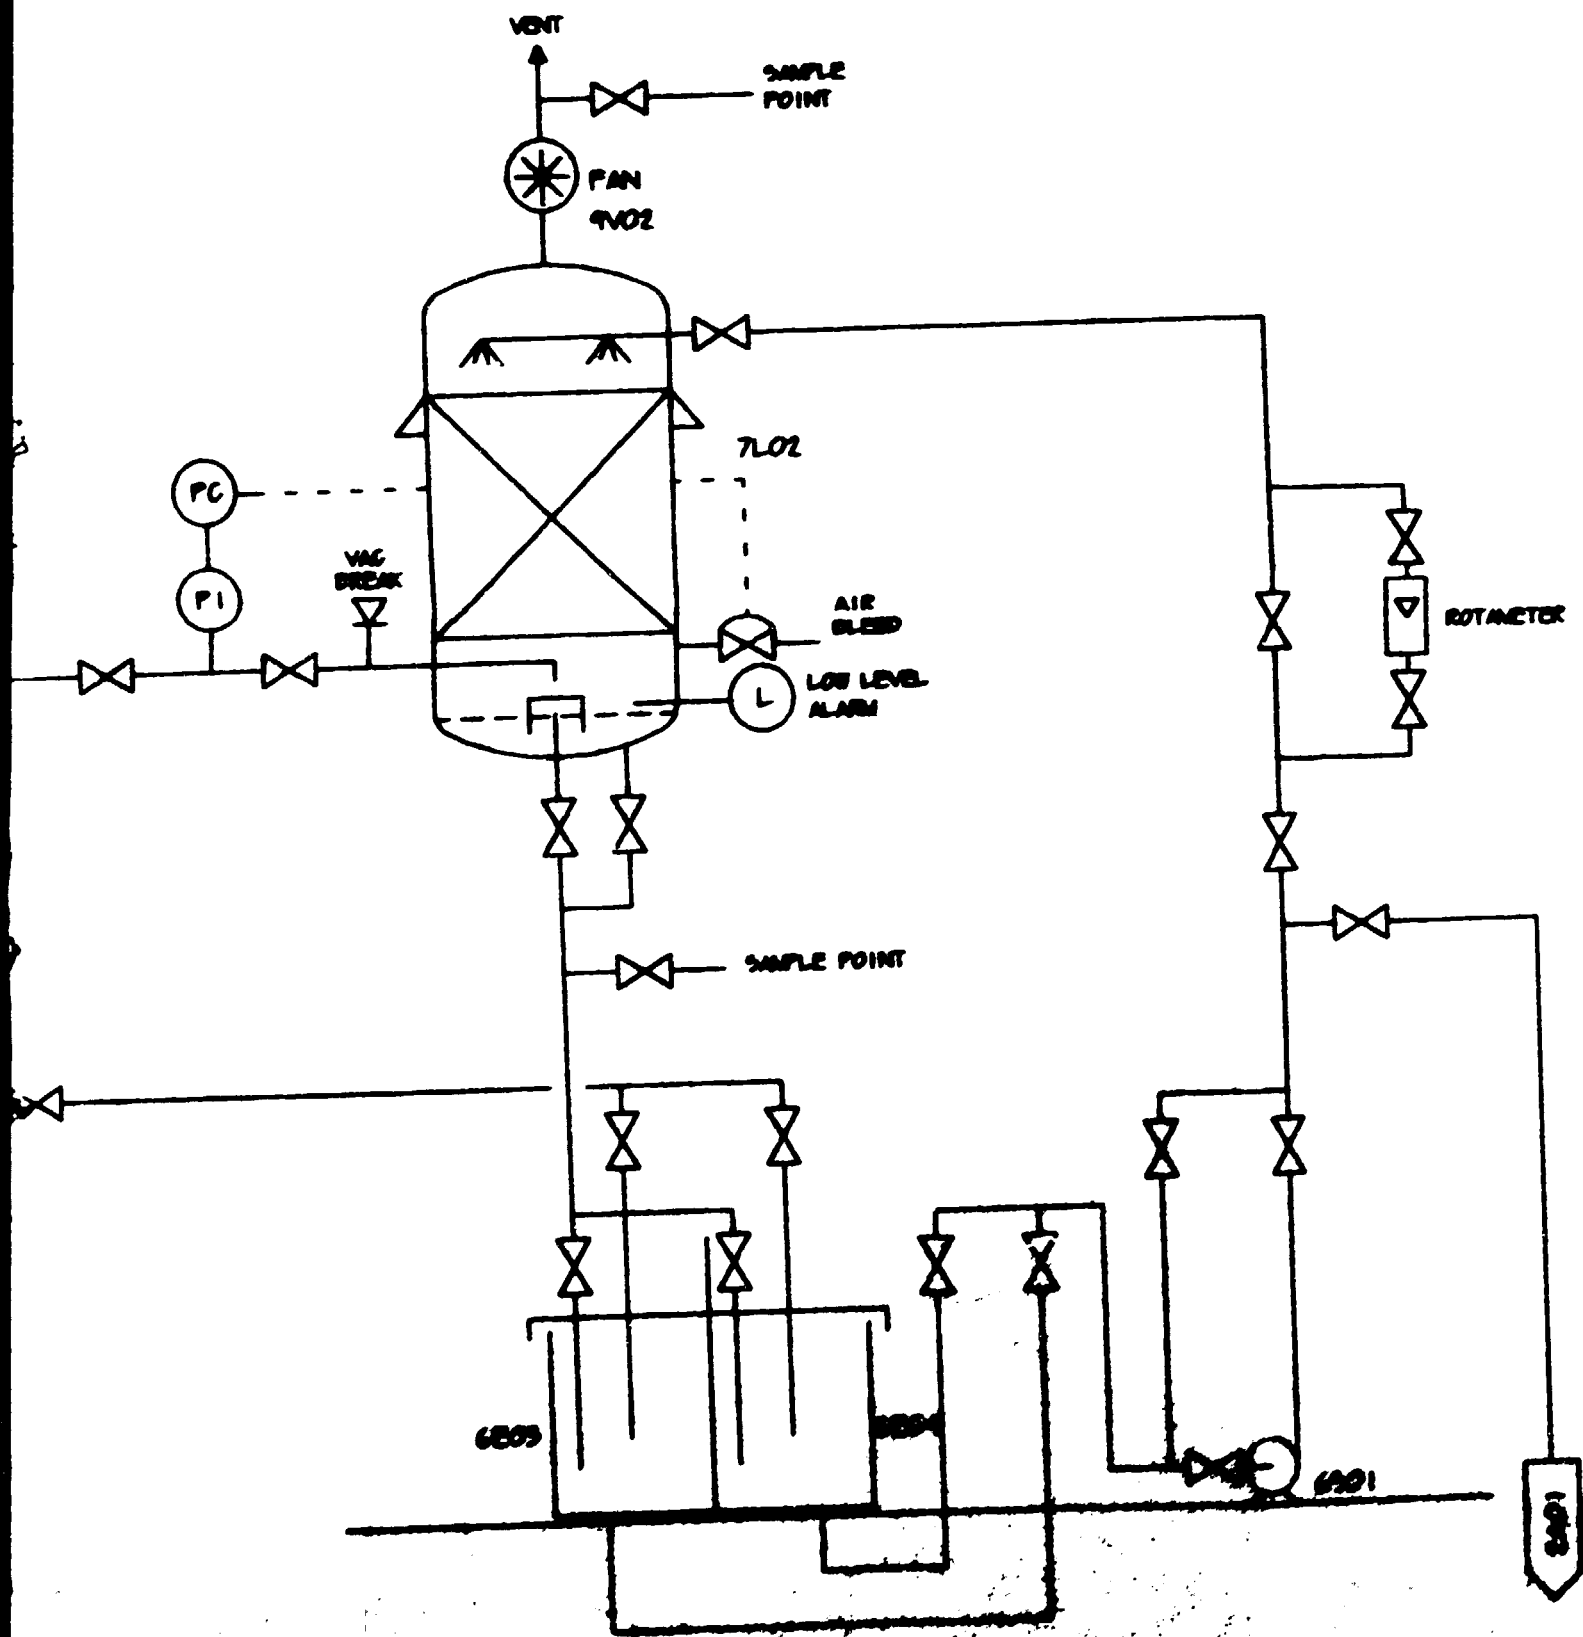 VENT
SAMPLE
POINT
FAN
9V02
7L02
PC
VAC
BREAK
PI
AIR
BLEED
ROTAMETER
L
LOW LEVEL
ALARM
SAMPLE POINT
6E03
6S01